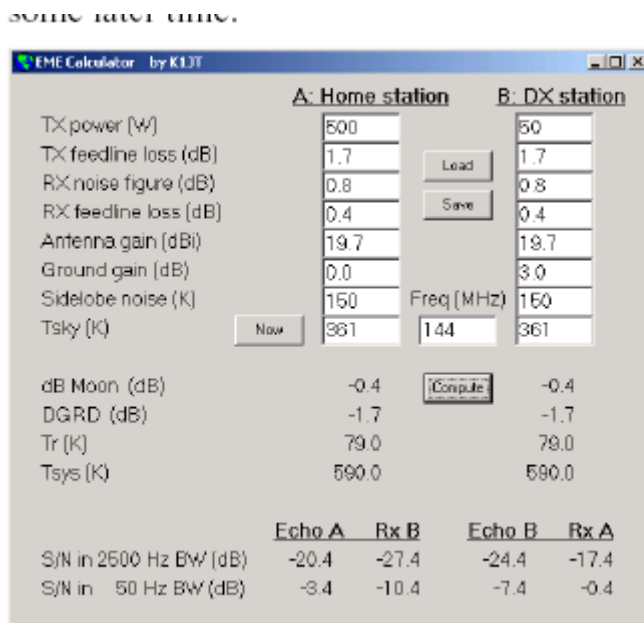 some later time.
EME Calculator by K1JT
A: Home station B: DX station
TX power (W) 500 50
TX feedline loss (dB) 1.7 Load 1.7
RX noise figure (dB) 0.8 0.8
RX feedline loss (dB) 0.4 Save 0.4
Antenna gain (dBi) 19.7 19.7
Ground gain (dB) 0.0 3.0
Sidelobe noise (K) 150 Freq (MHz) 150
Tsky (K) Now 361 144 361
dB Moon (dB) -0.4 Compute -0.4
DGRD (dB) -1.7 -1.7
Tr (K) 79.0 79.0
Tsys (K) 590.0 590.0
Echo A Rx B Echo B Rx A
S/N in 2500 Hz BW (dB) -20.4 -27.4 -24.4 -17.4
S/N in 50 Hz BW (dB) -3.4 -10.4 -7.4 -0.4